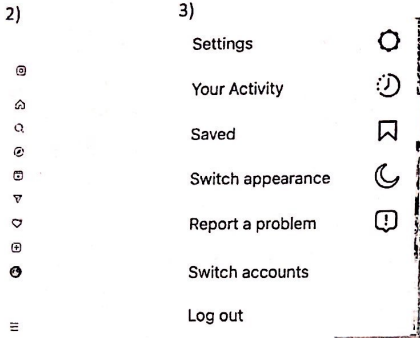 2)
3)
Settings
Your Activity
Saved
Switch appearance
Report a problem
Switch accounts
Log out